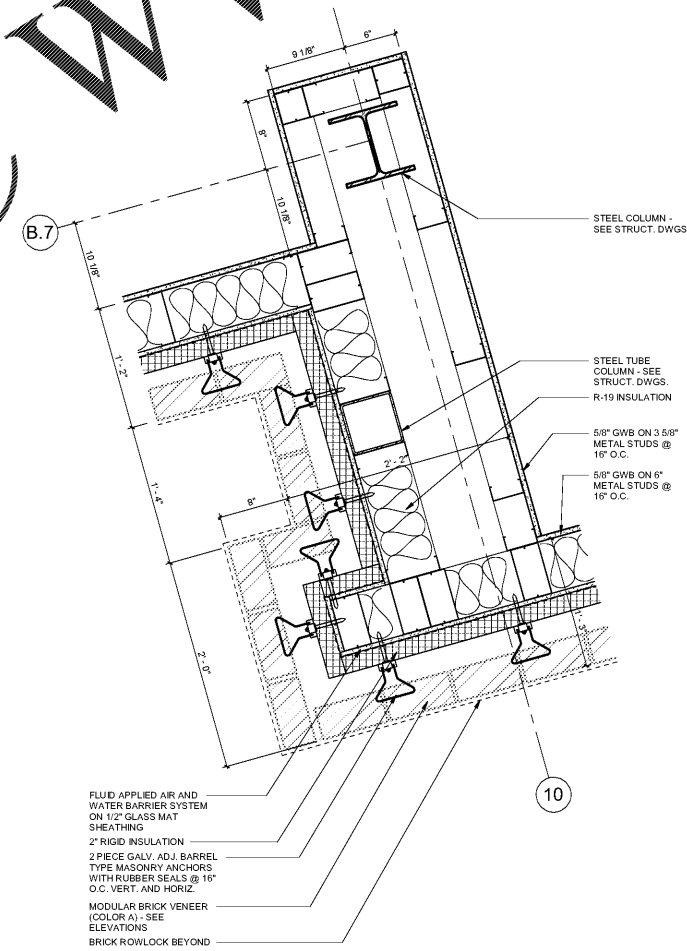 W W
9 1/8"
6"
8"
10 1/8"
B.7
10 1/8"
STEEL COLUMN -
SEE STRUCT. DWGS
1' - 2"
STEEL TUBE
COLUMN - SEE
STRUCT. DWGS.
R-19 INSULATION
5/8" GWB ON 3 5/8"
METAL STUDS @
16" O.C.
2' - 2"
5/8" GWB ON 6"
METAL STUDS @
16" O.C.
1' - 4"
8"
2' - 0"
10
FLUID APPLIED AIR AND
WATER BARRIER SYSTEM
ON 1/2" GLASS MAT
SHEATHING
2" RIGID INSULATION
2 PIECE GALV. ADJ. BARREL
TYPE MASONRY ANCHORS
WITH RUBBER SEALS @ 16"
O.C. VERT. AND HORIZ.
MODULAR BRICK VENEER
(COLOR A) - SEE
ELEVATIONS
BRICK ROWLOCK BEYOND